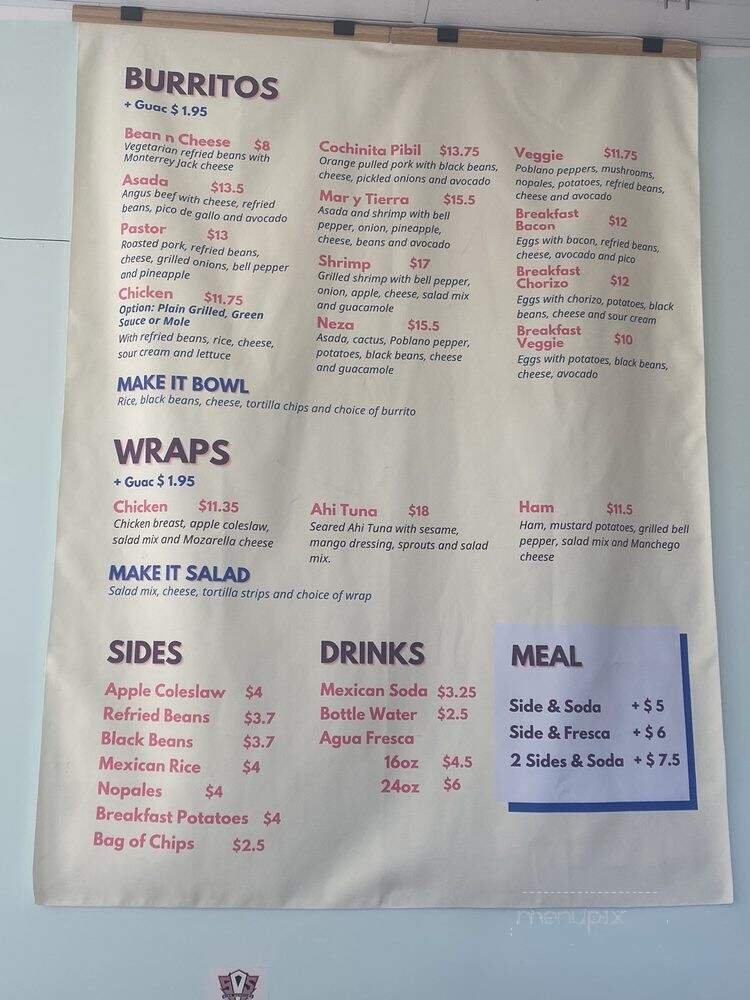 BURRITOS
+ Guac $ 1.95
Bean n Cheese $8
Vegetarian refried beans with
Monterrey Jack cheese
Asada $13.5
Angus beef with cheese, refried
beans, pico de gallo and avocado
Pastor $13
Roasted pork, refried beans,
cheese, grilled onions, bell pepper
and pineapple
Chicken $11.75
Option: Plain Grilled, Green
Sauce or Mole
With refried beans, rice, cheese,
sour cream and lettuce
Cochinita Pibil $13.75
Orange pulled pork with black beans,
cheese, pickled onions and avocado
Mar y Tierra $15.5
Asada and shrimp with bell
pepper, onion, pineapple,
cheese, beans and avocado
Shrimp $17
Grilled shrimp with bell pepper,
onion, apple, cheese, salad mix
and guacamole
Neza $15.5
Asada, cactus, Poblano pepper,
potatoes, black beans, cheese
and guacamole
Veggie $11.75
Poblano peppers, mushrooms,
nopales, potatoes, refried beans,
cheese and avocado
Breakfast
Bacon $12
Eggs with bacon, refried beans,
cheese, avocado and pico
Breakfast
Chorizo $12
Eggs with chorizo, potatoes, black
beans, cheese and sour cream
Breakfast
Veggie $10
Eggs with potatoes, black beans,
cheese, avocado
MAKE IT BOWL
Rice, black beans, cheese, tortilla chips and choice of burrito
WRAPS
+ Guac $ 1.95
Chicken $11.35
Chicken breast, apple coleslaw,
salad mix and Mozarella cheese
Ahi Tuna $18
Seared Ahi Tuna with sesame,
mango dressing, sprouts and salad
mix.
Ham $11.5
Ham, mustard potatoes, grilled bell
pepper, salad mix and Manchego
cheese
MAKE IT SALAD
Salad mix, cheese, tortilla strips and choice of wrap
SIDES
Apple Coleslaw $4
Refried Beans $3.7
Black Beans $3.7
Mexican Rice $4
Nopales $4
Breakfast Potatoes $4
Bag of Chips $2.5
DRINKS
Mexican Soda $3.25
Bottle Water $2.5
Agua Fresca
16oz $4.5
24oz $6
MEAL
Side & Soda + $ 5
Side & Fresca + $ 6
2 Sides & Soda + $ 7.5
menupix